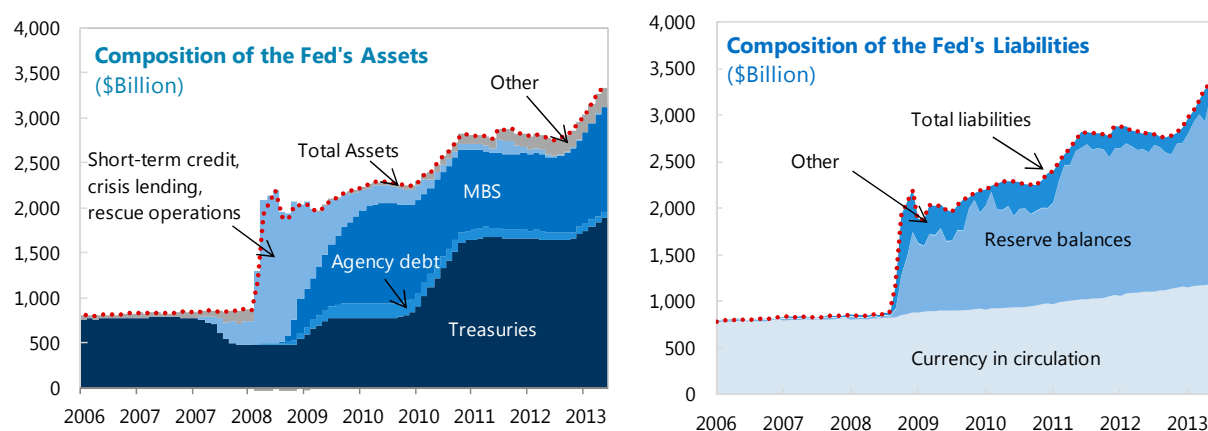 Composition of the Fed's Assets
($Billion)
4,000
3,500
3,000
2,500
2,000
1,500
1,000
500
0
Other
Total Assets
Short-term credit,
crisis lending,
rescue operations
MBS
Agency debt
Treasuries
2006 2007 2007 2008 2009 2010 2010 2011 2012 2013
Composition of the Fed's Liabilities
($Billion)
4,000
3,500
3,000
2,500
2,000
1,500
1,000
500
0
Total liabilities
Other
Reserve balances
Currency in circulation
2006 2007 2008 2009 2010 2011 2012 2013